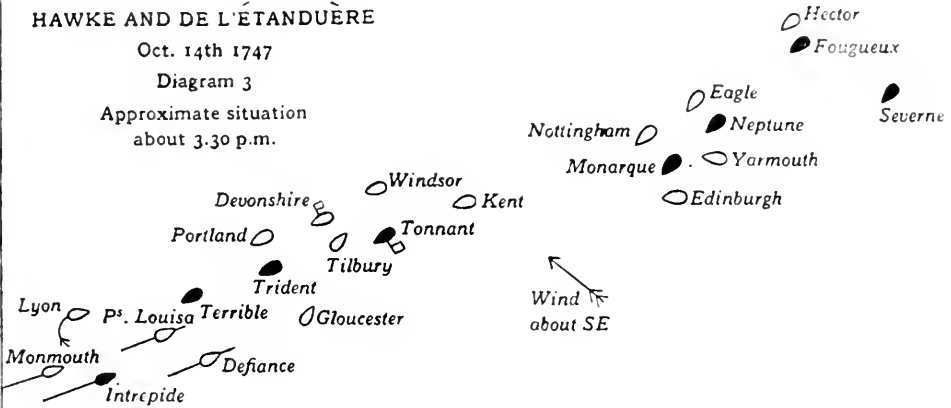 HAWKE AND DE L'ÉTANDUÈRE
Oct. 14th 1747
Diagram 3
Approximate situation
about 3.30 p.m.
Hector
Fougueux
Severne
Eagle
Neptune
Nottingham
Yarmouth
Monarque
Edinburgh
Windsor
Devonshire
Kent
Tonnant
Portland
Tilbury
Trident
Lyon
Ps. Louisa
Terrible
Gloucester
Wind
about SE
Monmouth
Defiance
Intrepide